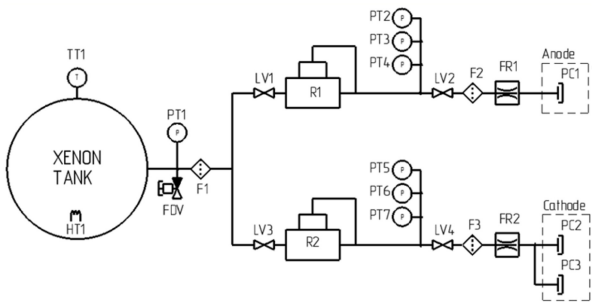 TT1
XENON
TANK
HT1
PT1
P
T
FDV
F1
LV1
R1
PT2
P
PT3
P
PT4
P
LV2
F2
FR1
Anode
PC1
LV3
R2
PT5
P
PT6
P
PT7
P
LV4
F3
FR2
Cathode
PC2
PC3